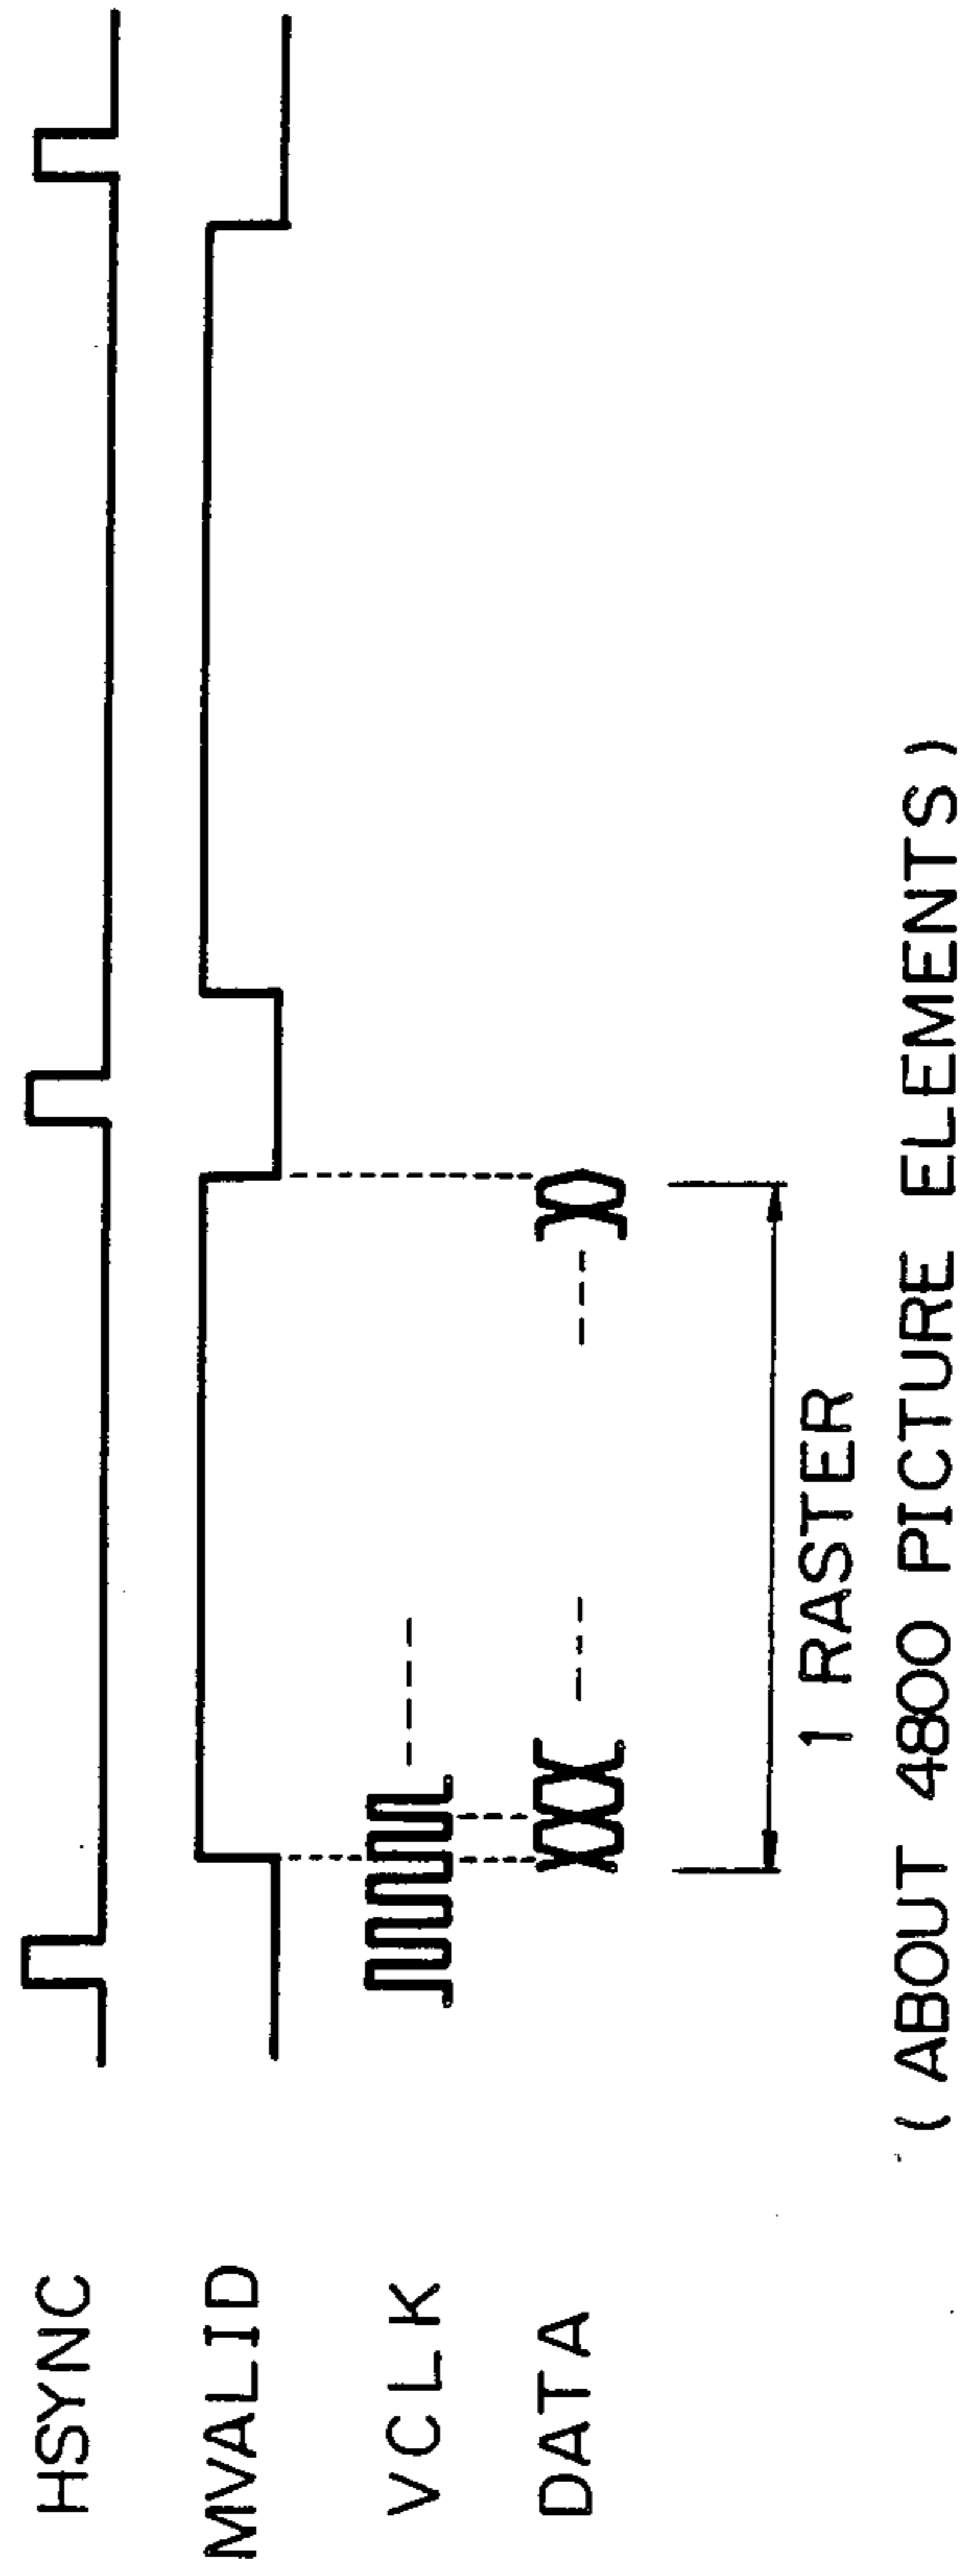 HSYNC
MVALID
VCLK
DATA
1 RASTER
(ABOUT 4800 PICTURE ELEMENTS)